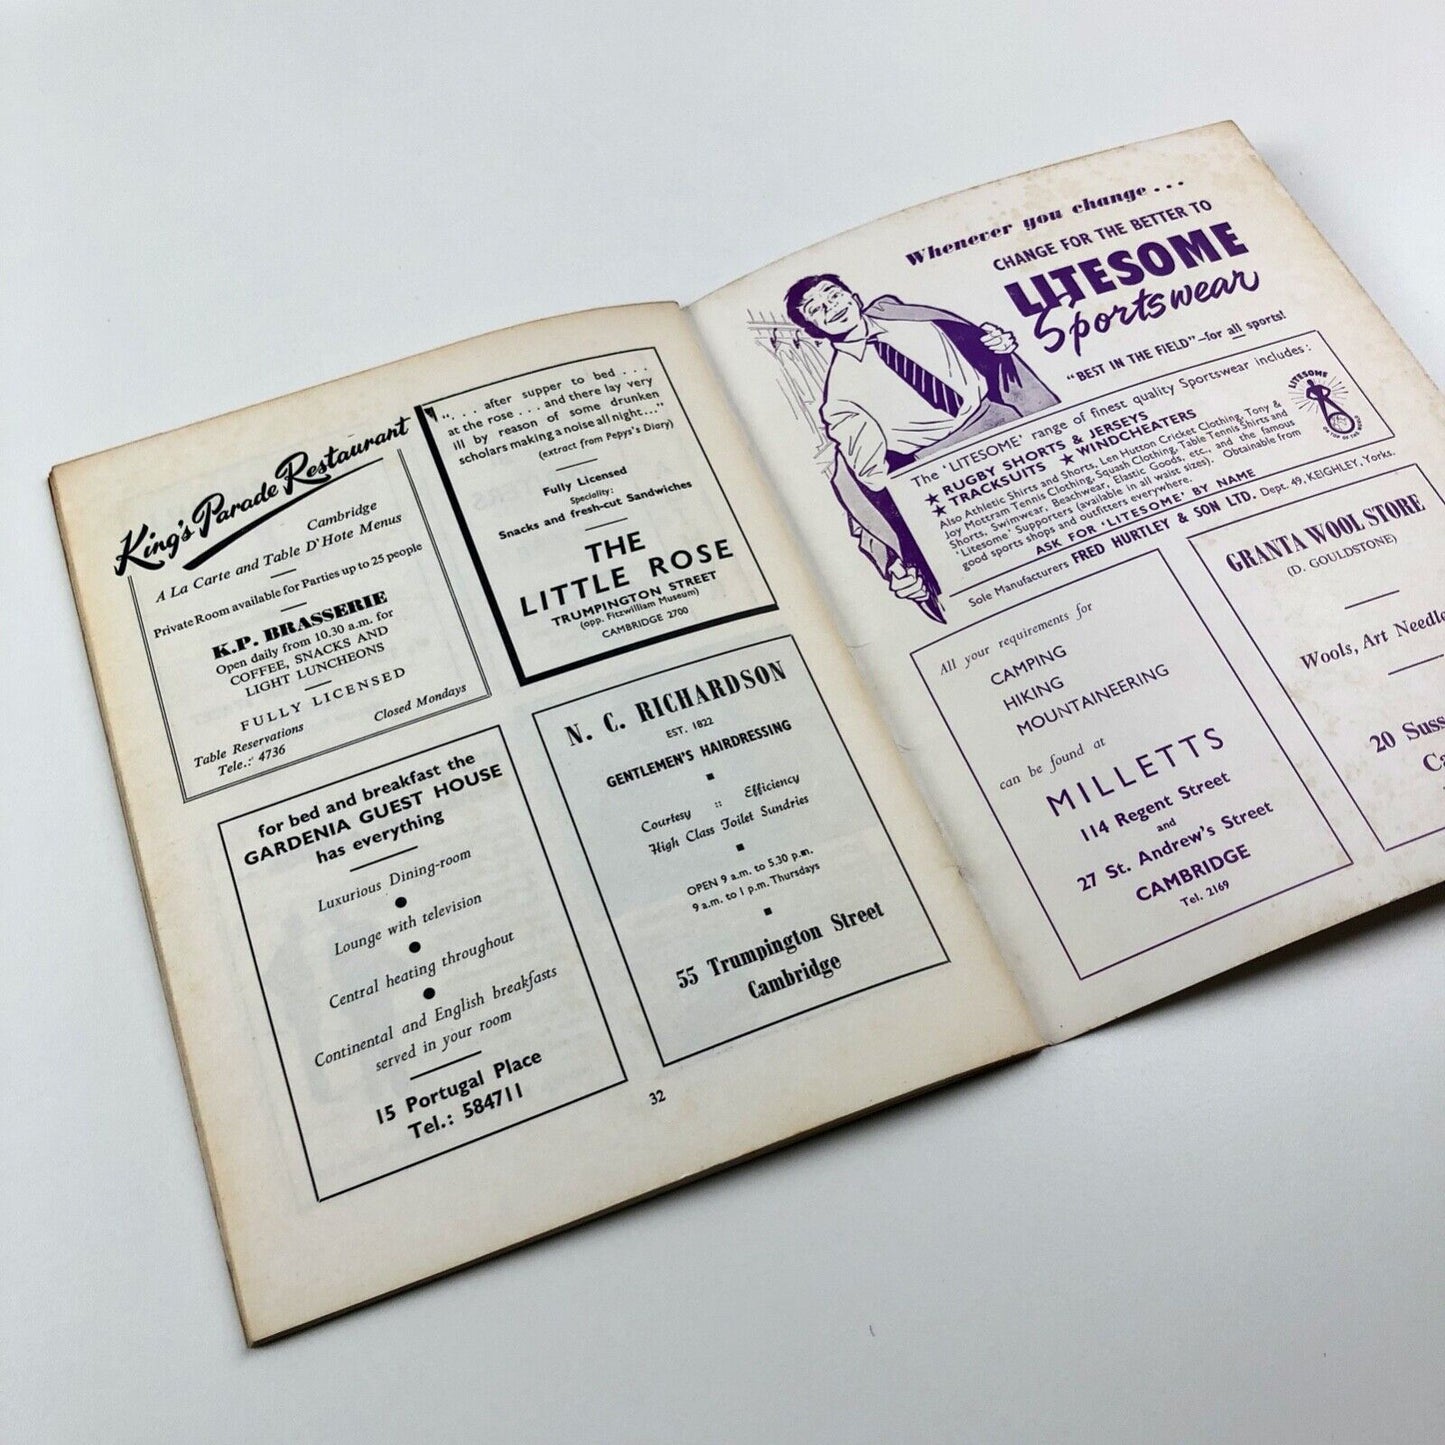 King's Parade Restaurant
Cambridge
A La Carte and Table D'Hote Menus
Private Room available for Parties up to 25 people
K.P. BRASSERIE
Open daily from 10.30 a.m. for
COFFEE, SNACKS AND
LIGHT LUNCHEONS
FULLY LICENSED
Table Reservations
Tele.: 4736
Closed Mondays
". . . after supper to bed . . .
at the rose . . . and there lay very
ill by reason of some drunken
scholars making a noise all night..."
(extract from Pepys's Diary)
Fully Licensed
Speciality:
Snacks and fresh-cut Sandwiches
THE
LITTLE ROSE
TRUMPINGTON STREET
(opp. Fitzwilliam Museum)
CAMBRIDGE 2700
for bed and breakfast the
GARDENIA GUEST HOUSE
has everything
Luxurious Dining-room
Lounge with television
Central heating throughout
Continental and English breakfasts
served in your room
15 Portugal Place
Tel.: 584711
N. C. RICHARDSON
EST. 1822
GENTLEMEN'S HAIRDRESSING
Courtesy :: Efficiency
High Class Toilet Sundries
OPEN 9 a.m. to 5.30 p.m.
9 a.m. to 1 p.m. Thursdays
55 Trumpington Street
Cambridge
32
Whenever you change . . .
CHANGE FOR THE BETTER TO
LITESOME
Sportswear
"BEST IN THE FIELD"—for all sports!
The 'LITESOME' range of finest quality Sportswear includes:
★ RUGBY SHORTS & JERSEYS
★ TRACKSUITS ★ WINDCHEATERS
Also Athletic Shirts and Shorts, Len Hutton Cricket Clothing, Tony &
Joy Mottram Tennis Clothing, Squash Clothing, Table Tennis Shirts and
Shorts, Swimwear, Beachwear, Elastic Goods, etc., and the famous
'Litesome' Supporters (available in all waist sizes). Obtainable from
good sports shops and outfitters everywhere.
ASK FOR 'LITESOME' BY NAME
Sole Manufacturers FRED HURTLEY & SON LTD. Dept. 49, KEIGHLEY, Yorks.
LITESOME
ON TOP OF THE WORLD
All your requirements for
CAMPING
HIKING
MOUNTAINEERING
can be found at
MILLETTS
114 Regent Street
and
27 St. Andrew's Street
CAMBRIDGE
Tel. 2169
GRANTA WOOL STORE
(D. GOULDSTONE)
Wools, Art Needle
20 Suss
Ca